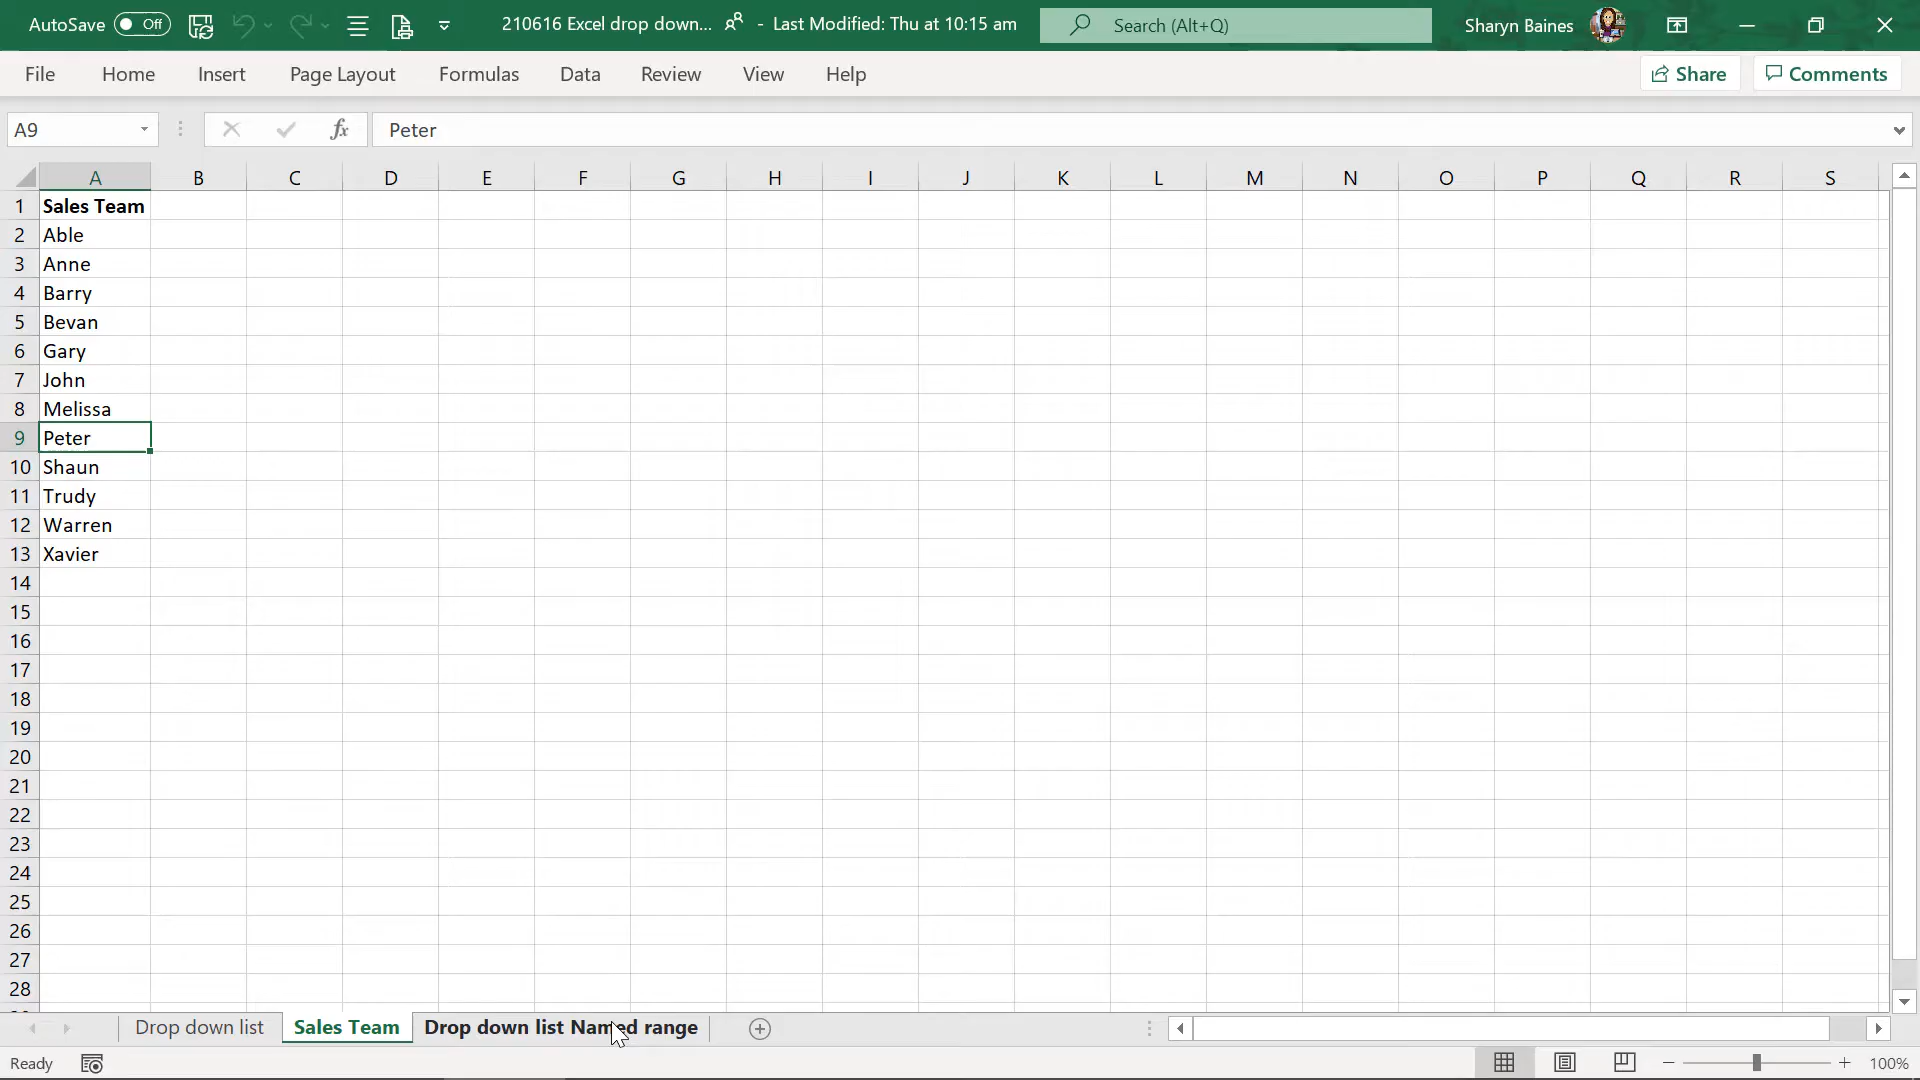 AutoSave Off 210616 Excel drop down... - Last Modified: Thu at 10:15 am Search (Alt+Q) Sharyn Baines
File Home Insert Page Layout Formulas Data Review View Help Share Comments
A9 fx Peter
A B C D E F G H I J K L M N O P Q R S
1 Sales Team
2 Able
3 Anne
4 Barry
5 Bevan
6 Gary
7 John
8 Melissa
9 Peter
10 Shaun
11 Trudy
12 Warren
13 Xavier
14
15
16
17
18
19
20
21
22
23
24
25
26
27
28
Drop down list Sales Team Drop down list Named range
Ready 100%